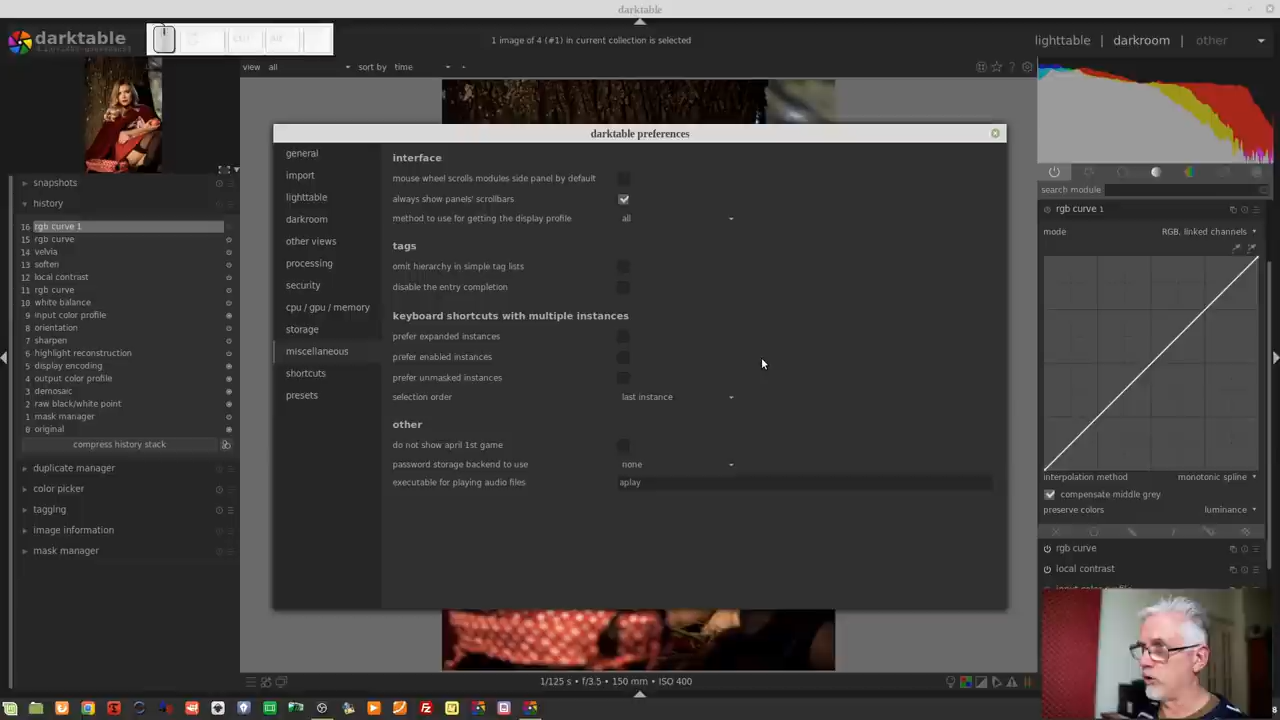 darktable
darktable
1 image of 4 (#1) in current collection is selected
lighttable | darkroom | other
view all
sort by time
darktable preferences
general
import
lighttable
darkroom
other views
processing
security
cpu / gpu / memory
storage
miscellaneous
shortcuts
presets
interface
mouse wheel scrolls modules side panel by default
always show panels' scrollbars
method to use for getting the display profile all
tags
omit hierarchy in simple tag lists
disable the entry completion
keyboard shortcuts with multiple instances
prefer expanded instances
prefer enabled instances
prefer unmasked instances
selection order last instance
other
do not show april 1st game
password storage backend to use none
executable for playing audio files aplay
snapshots
history
16 rgb curve 1
15 rgb curve
14 velvia
13 soften
12 local contrast
11 rgb curve
10 white balance
9 input color profile
8 orientation
7 sharpen
6 highlight reconstruction
5 display encoding
4 output color profile
3 demosaic
2 raw black/white point
1 mask manager
0 original
compress history stack
duplicate manager
color picker
tagging
image information
mask manager
search module
rgb curve 1
mode RGB, linked channels
interpolation method monotonic spline
compensate middle grey
preserve colors luminance
rgb curve
local contrast
1/125 s • f/3.5 • 150 mm • ISO 400